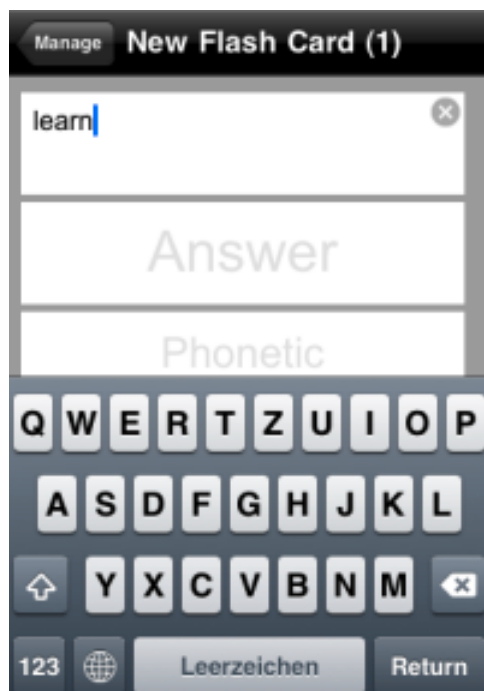 Manage New Flash Card (1)
learn
Answer
Phonetic
Q W E R T Z U I O P
A S D F G H J K L
Y X C V B N M
123 Leerzeichen Return